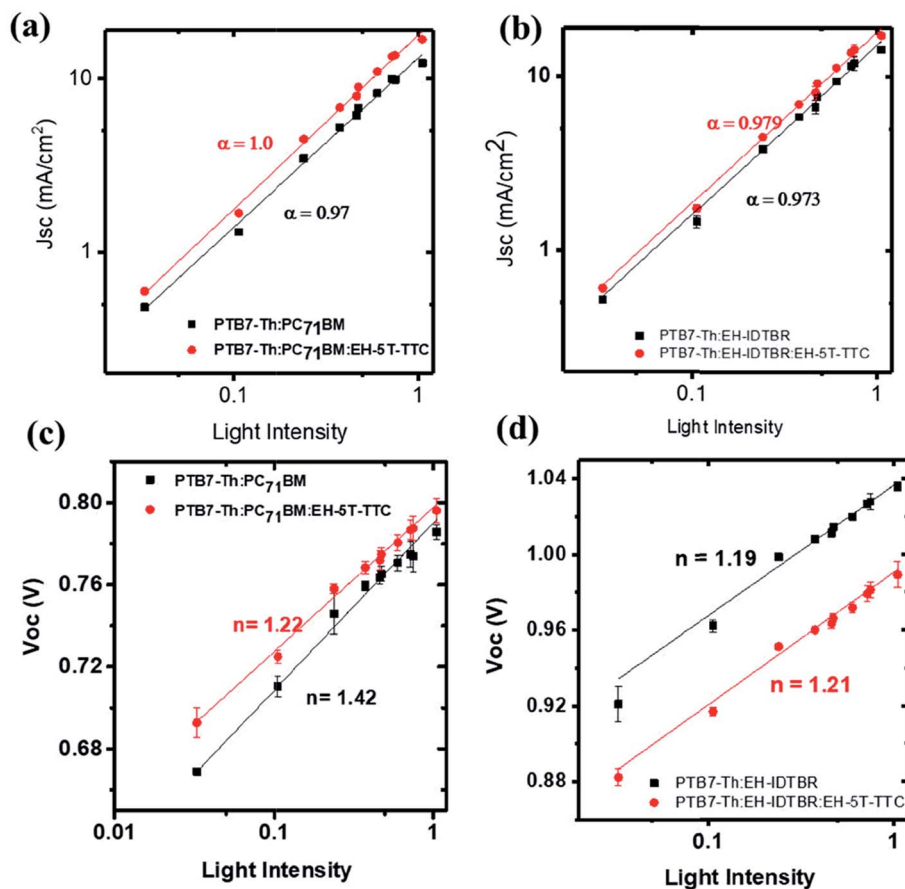 (a)
10
1
Jsc (mA/cm²)
α = 1.0
α = 0.97
PTB7-Th:PC₇₁BM
PTB7-Th:PC₇₁BM:EH-5T-TTC
0.1
1
Light Intensity
(b)
10
1
Jsc (mA/cm²)
α = 0.979
α = 0.973
PTB7-Th:EH-IDTBR
PTB7-Th:EH-IDTBR:EH-5T-TTC
0.1
1
Light Intensity
(c)
PTB7-Th:PC₇₁BM
PTB7-Th:PC₇₁BM:EH-5T-TTC
0.80
0.76
0.72
0.68
Voc (V)
n= 1.22
n= 1.42
0.01
0.1
1
Light Intensity
(d)
1.04
1.00
0.96
0.92
0.88
Voc (V)
n = 1.19
n = 1.21
PTB7-Th:EH-IDTBR
PTB7-Th:EH-IDTBR:EH-5T-TTC
0.1
1
Light Intensity